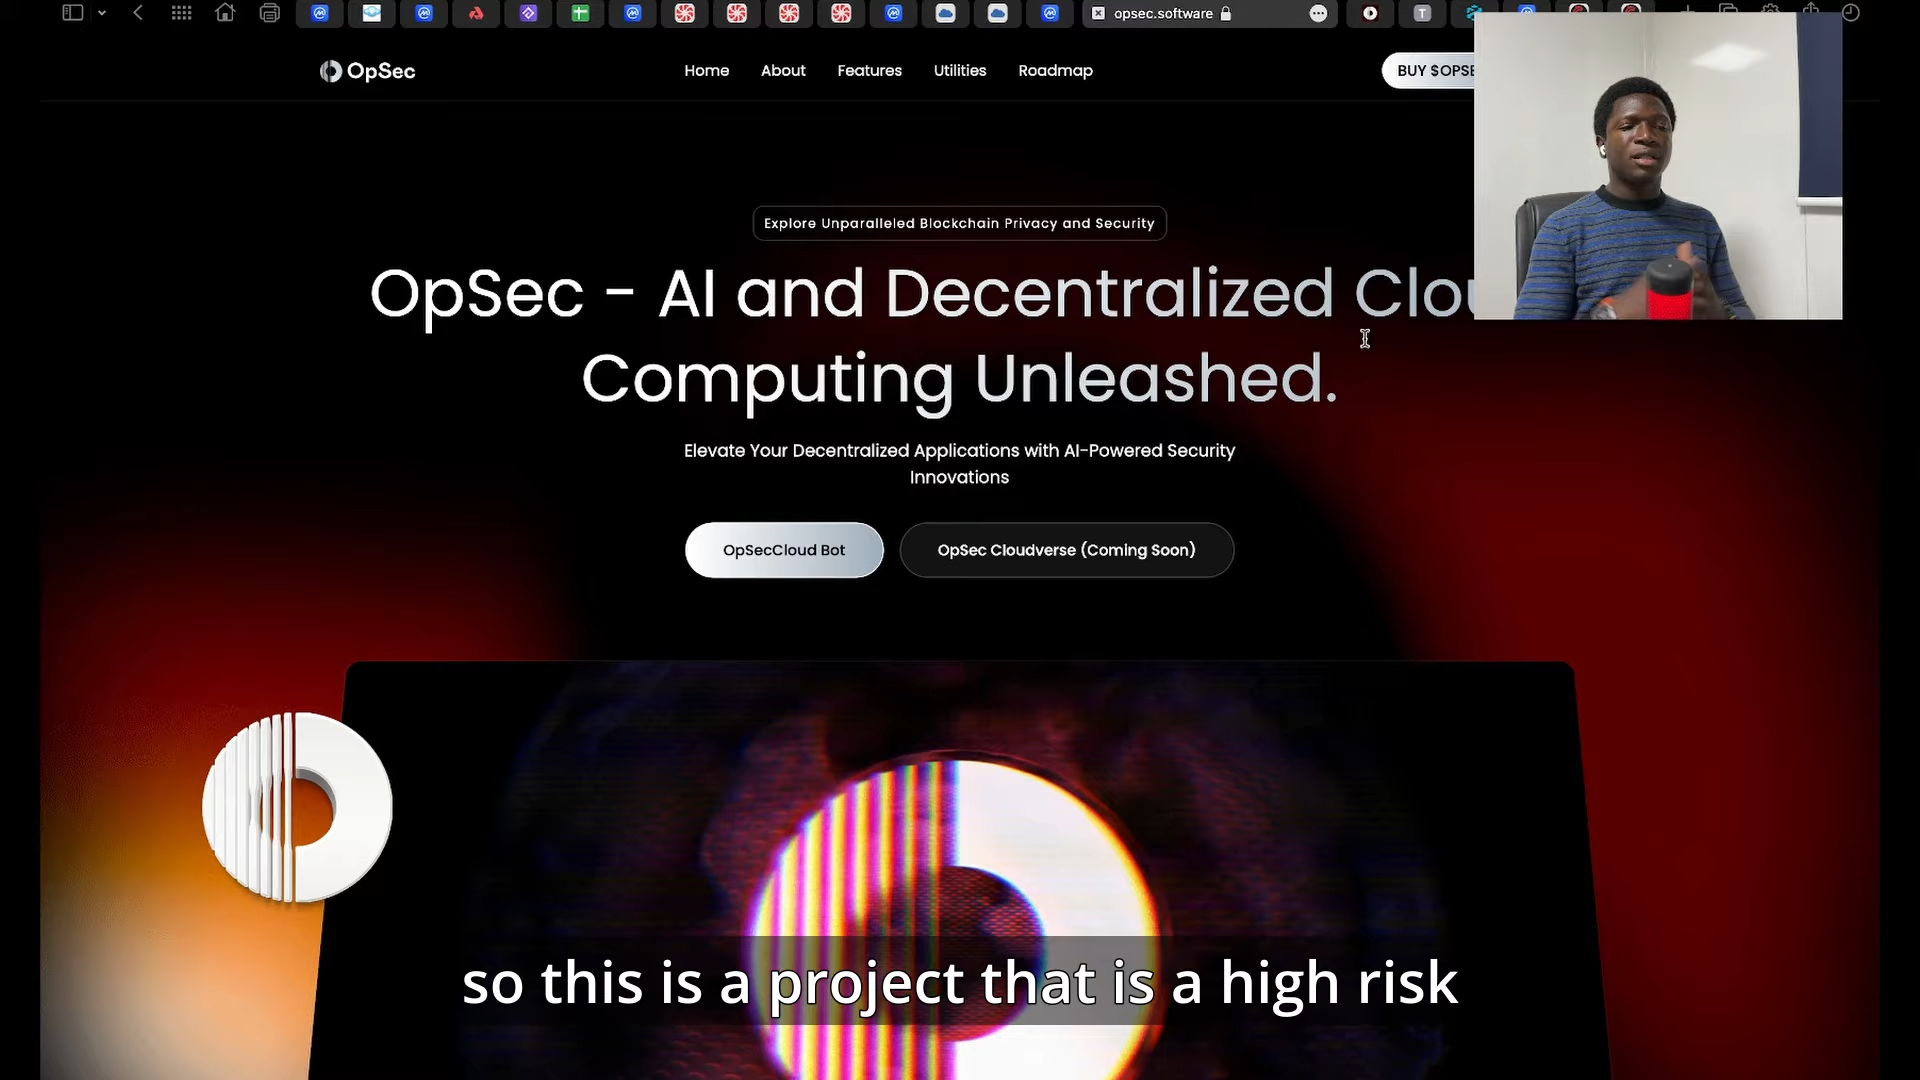 opsec.software
OpSec
Home
About
Features
Utilities
Roadmap
BUY $OPSE
Explore Unparalleled Blockchain Privacy and Security
OpSec - AI and Decentralized Clou
Computing Unleashed.
Elevate Your Decentralized Applications with AI-Powered Security
Innovations
OpSecCloud Bot
OpSec Cloudverse (Coming Soon)
so this is a project that is a high risk